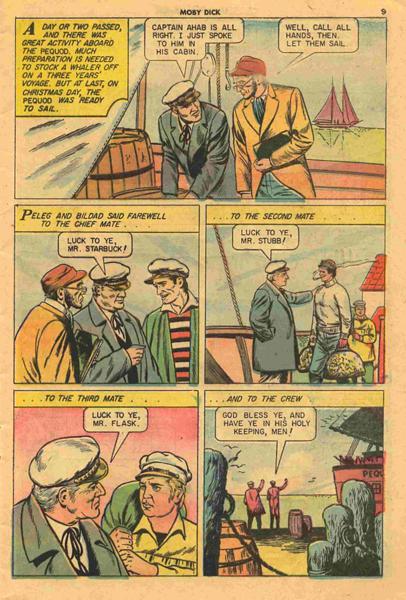 MOBY DICK
9
A DAY OR TWO PASSED,
AND THERE WAS
GREAT ACTIVITY ABOARD
THE PEQUOD. MUCH
PREPARATION IS NEEDED
TO STOCK A WHALER OFF
ON A THREE YEARS'
VOYAGE. BUT AT LAST, ON
CHRISTMAS DAY, THE
PEQUOD WAS READY
TO SAIL.
CAPTAIN AHAB IS ALL
RIGHT. I JUST SPOKE
TO HIM IN
HIS CABIN.
WELL, CALL ALL
HANDS, THEN.
LET THEM SAIL.
PELEG AND BILDAD SAID FAREWELL
TO THE CHIEF MATE . . . .
LUCK TO YE,
MR. STARBUCK!
. . . TO THE SECOND MATE
LUCK TO YE,
MR. STUBB!
. . . TO THE THIRD MATE . . . .
LUCK TO YE,
MR. FLASK.
. . . AND TO THE CREW
GOD BLESS YE, AND
HAVE YE IN HIS HOLY
KEEPING, MEN!
PEQU